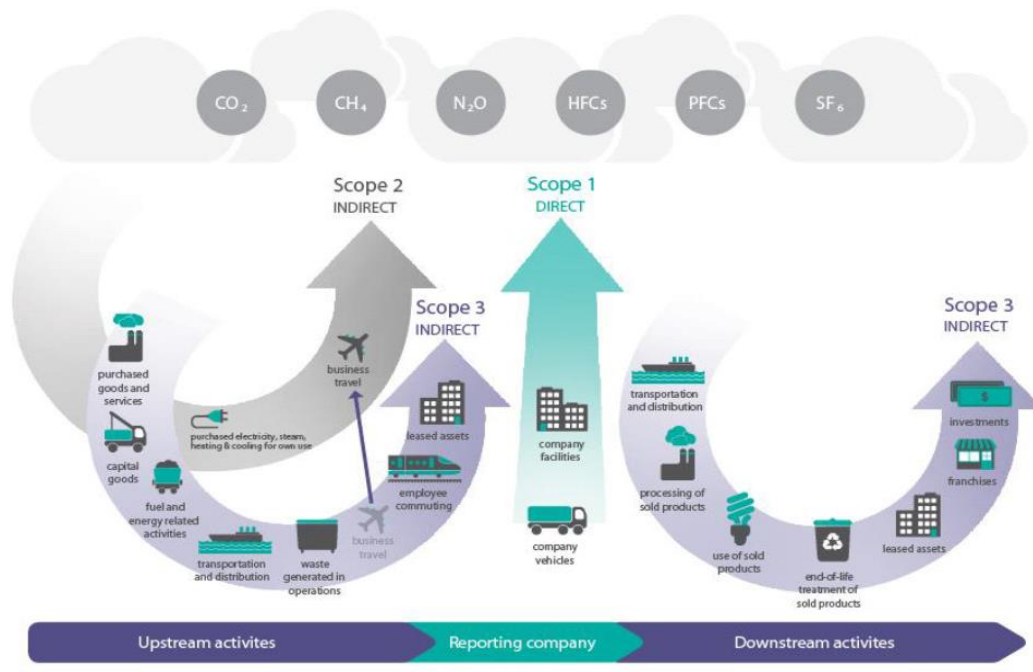 CO₂
CH₄
N₂O
HFCs
PFCs
SF₆
Scope 2
INDIRECT
Scope 1
DIRECT
Scope 3
INDIRECT
Scope 3
INDIRECT
purchased
goods and
services
capital
goods
fuel and
energy related
activities
transportation
and distribution
waste
generated in
operations
business
travel
employee
commuting
leased assets
purchased electricity, steam,
heating & cooling for own use
business
travel
company
facilities
company
vehicles
transportation
and distribution
processing of
sold products
use of sold
products
end-of-life
treatment of
sold products
leased assets
franchises
investments
$
Upstream activites
Reporting company
Downstream activites